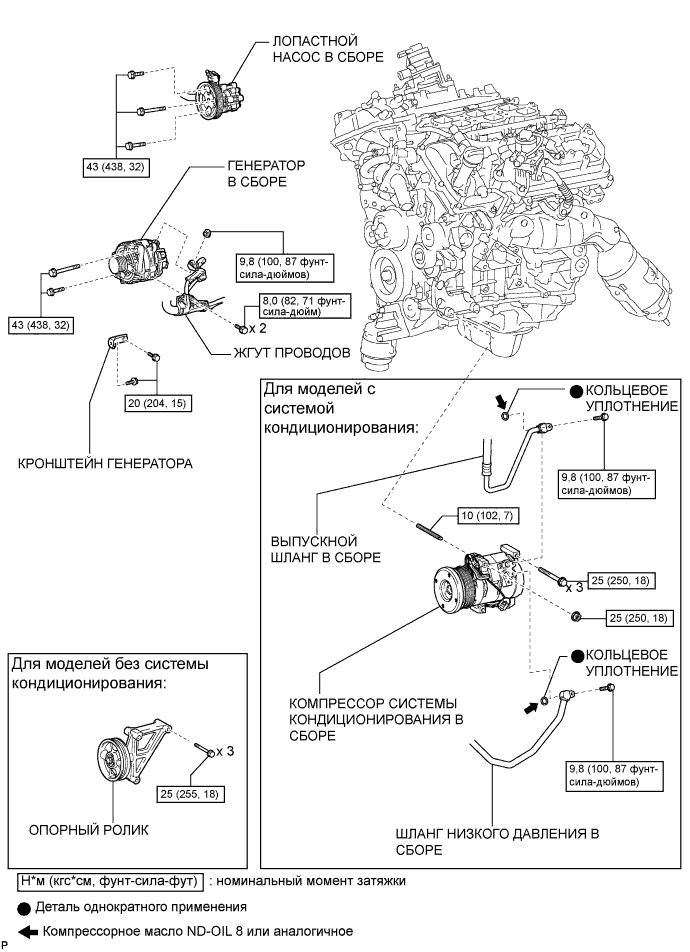 ЛОПАСТНОЙ
НАСОС В СБОРЕ
43 (438, 32)
ГЕНЕРАТОР
В СБОРЕ
9,8 (100, 87 фунт-
сила-дюймов)
8,0 (82, 71 фунт-
сила-дюйм)
x 2
43 (438, 32)
ЖГУТ ПРОВОДОВ
20 (204, 15)
КРОНШТЕЙН ГЕНЕРАТОРА
Для моделей с
системой
кондиционирования:
КОЛЬЦЕВОЕ
УПЛОТНЕНИЕ
9,8 (100, 87 фунт-
сила-дюймов)
10 (102, 7)
ВЫПУСКНОЙ
ШЛАНГ В СБОРЕ
25 (250, 18)
x 3
25 (250, 18)
КОЛЬЦЕВОЕ
УПЛОТНЕНИЕ
КОМПРЕССОР СИСТЕМЫ
КОНДИЦИОНИРОВАНИЯ В
СБОРЕ
9,8 (100, 87 фунт-
сила-дюймов)
ШЛАНГ НИЗКОГО ДАВЛЕНИЯ В
СБОРЕ
Для моделей без системы
кондиционирования:
x 3
25 (255, 18)
ОПОРНЫЙ РОЛИК
Н*м (кгс*см, фунт-сила-фут) : номинальный момент затяжки
Деталь однократного применения
Компрессорное масло ND-OIL 8 или аналогичное
P